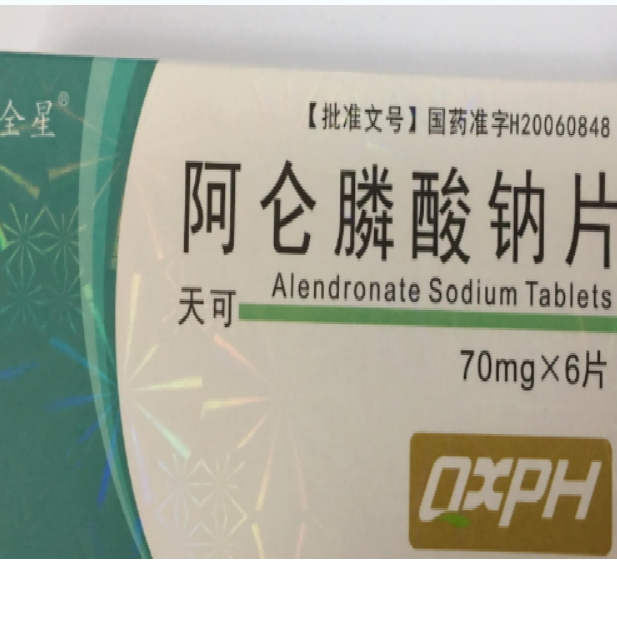 全星®
【批准文号】国药准字H20060848
阿仑膦酸钠片
天可
Alendronate Sodium Tablets
70mg×6片
QXPH